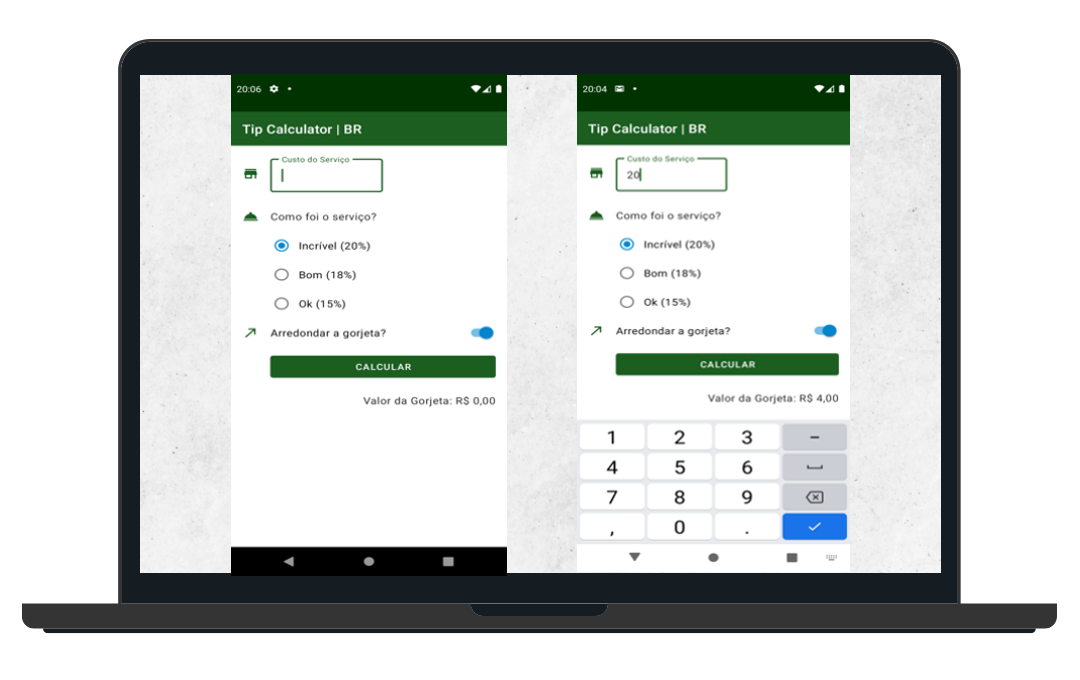 20:06
Tip Calculator | BR
Custo do Serviço
Como foi o serviço?
Incrível (20%)
Bom (18%)
Ok (15%)
Arredondar a gorjeta?
CALCULAR
Valor da Gorjeta: R$ 0,00
20:04
Tip Calculator | BR
Custo do Serviço
20
Como foi o serviço?
Incrível (20%)
Bom (18%)
Ok (15%)
Arredondar a gorjeta?
CALCULAR
Valor da Gorjeta: R$ 4,00
1 2 3 –
4 5 6
7 8 9
, 0 .